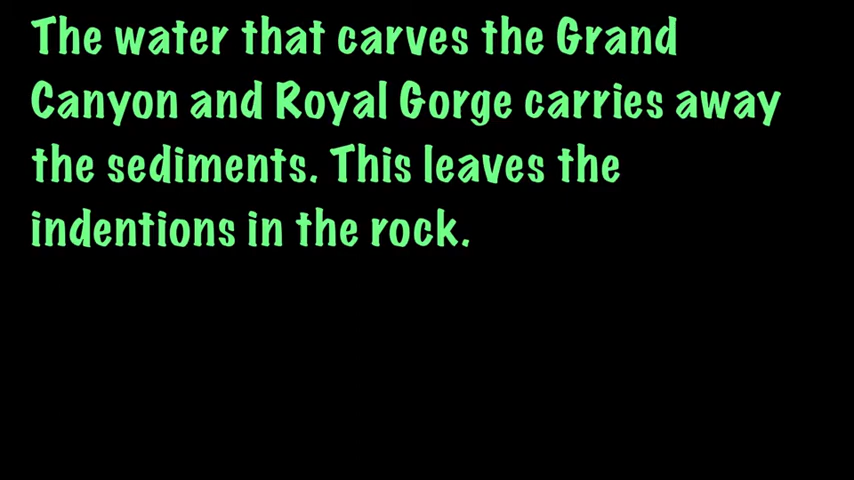 The water that carves the Grand
Canyon and Royal Gorge carries away
the sediments. This leaves the
indentions in the rock.